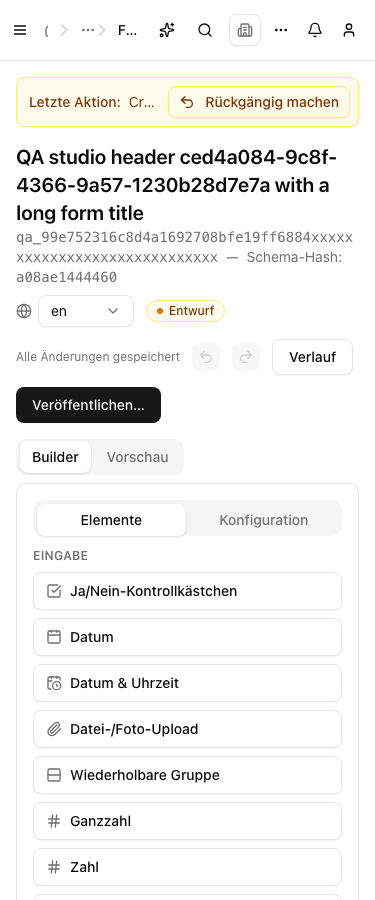 F...
Letzte Aktion: Cr... Rückgängig machen
QA studio header ced4a084-9c8f-
4366-9a57-1230b28d7e7a with a
long form title
qa_99e752316c8d4a1692708bfe19ff6884xxxxx
xxxxxxxxxxxxxxxxxxxxxxxx — Schema-Hash:
a08ae1444460
en Entwurf
Alle Änderungen gespeichert Verlauf
Veröffentlichen...
Builder Vorschau
Elemente Konfiguration
EINGABE
Ja/Nein-Kontrollkästchen
Datum
Datum & Uhrzeit
Datei-/Foto-Upload
Wiederholbare Gruppe
Ganzzahl
Zahl